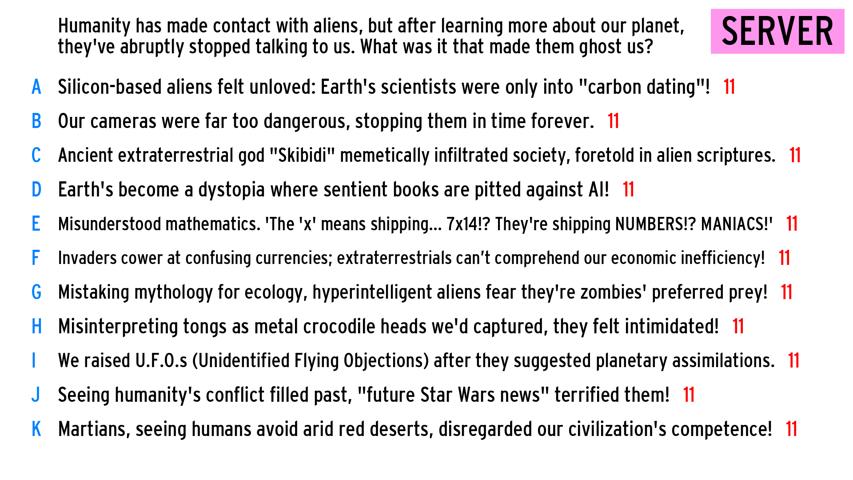 Humanity has made contact with aliens, but after learning more about our planet,
they've abruptly stopped talking to us. What was it that made them ghost us?
SERVER
A Silicon-based aliens felt unloved: Earth's scientists were only into "carbon dating"! 11
B Our cameras were far too dangerous, stopping them in time forever. 11
C Ancient extraterrestrial god "Skibidi" memetically infiltrated society, foretold in alien scriptures. 11
D Earth's become a dystopia where sentient books are pitted against AI! 11
E Misunderstood mathematics. 'The 'x' means shipping... 7x14!? They're shipping NUMBERS!? MANIACS!' 11
F Invaders cower at confusing currencies; extraterrestrials can't comprehend our economic inefficiency! 11
G Mistaking mythology for ecology, hyperintelligent aliens fear they're zombies' preferred prey! 11
H Misinterpreting tongs as metal crocodile heads we'd captured, they felt intimidated! 11
I We raised U.F.O.s (Unidentified Flying Objections) after they suggested planetary assimilations. 11
J Seeing humanity's conflict filled past, "future Star Wars news" terrified them! 11
K Martians, seeing humans avoid arid red deserts, disregarded our civilization's competence! 11